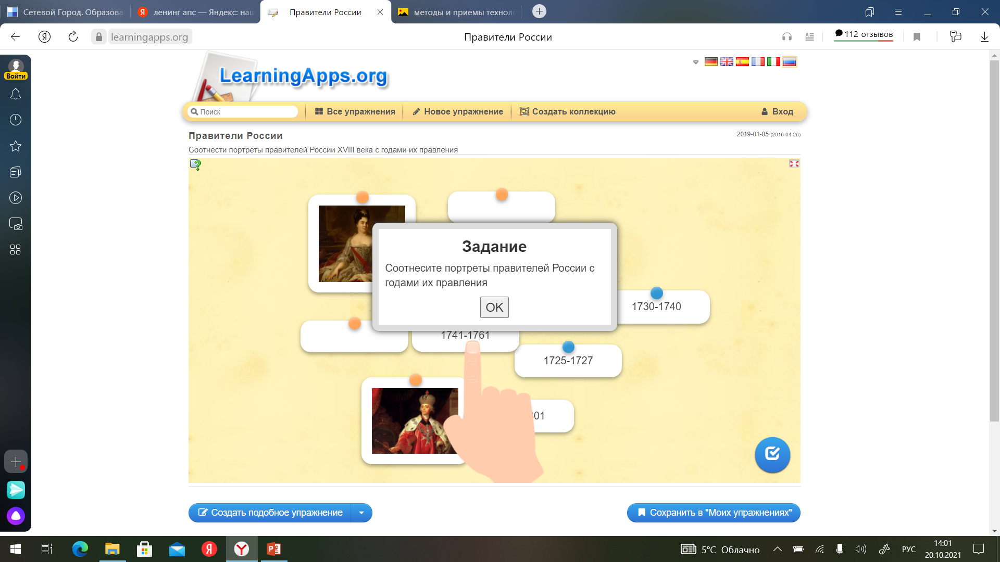 Сетевой Город. Образова
ленинг апс — Яндекс: наш
Правители России
методы и приемы технол
learningapps.org
Правители России
112 отзывов
Войти
LearningApps.org
Поиск
Все упражнения
Новое упражнение
Создать коллекцию
Вход
Правители России
2019-01-05 (2016-04-26)
Соотнести портреты правителей России XVIII века с годами их правления
Задание
Соотнесите портреты правителей России с
годами их правления
OK
1730-1740
1741-1761
1725-1727
01
Создать подобное упражнение
Сохранить в "Моих упражнениях"
5°C Облачно
РУС
14:01
20.10.2021